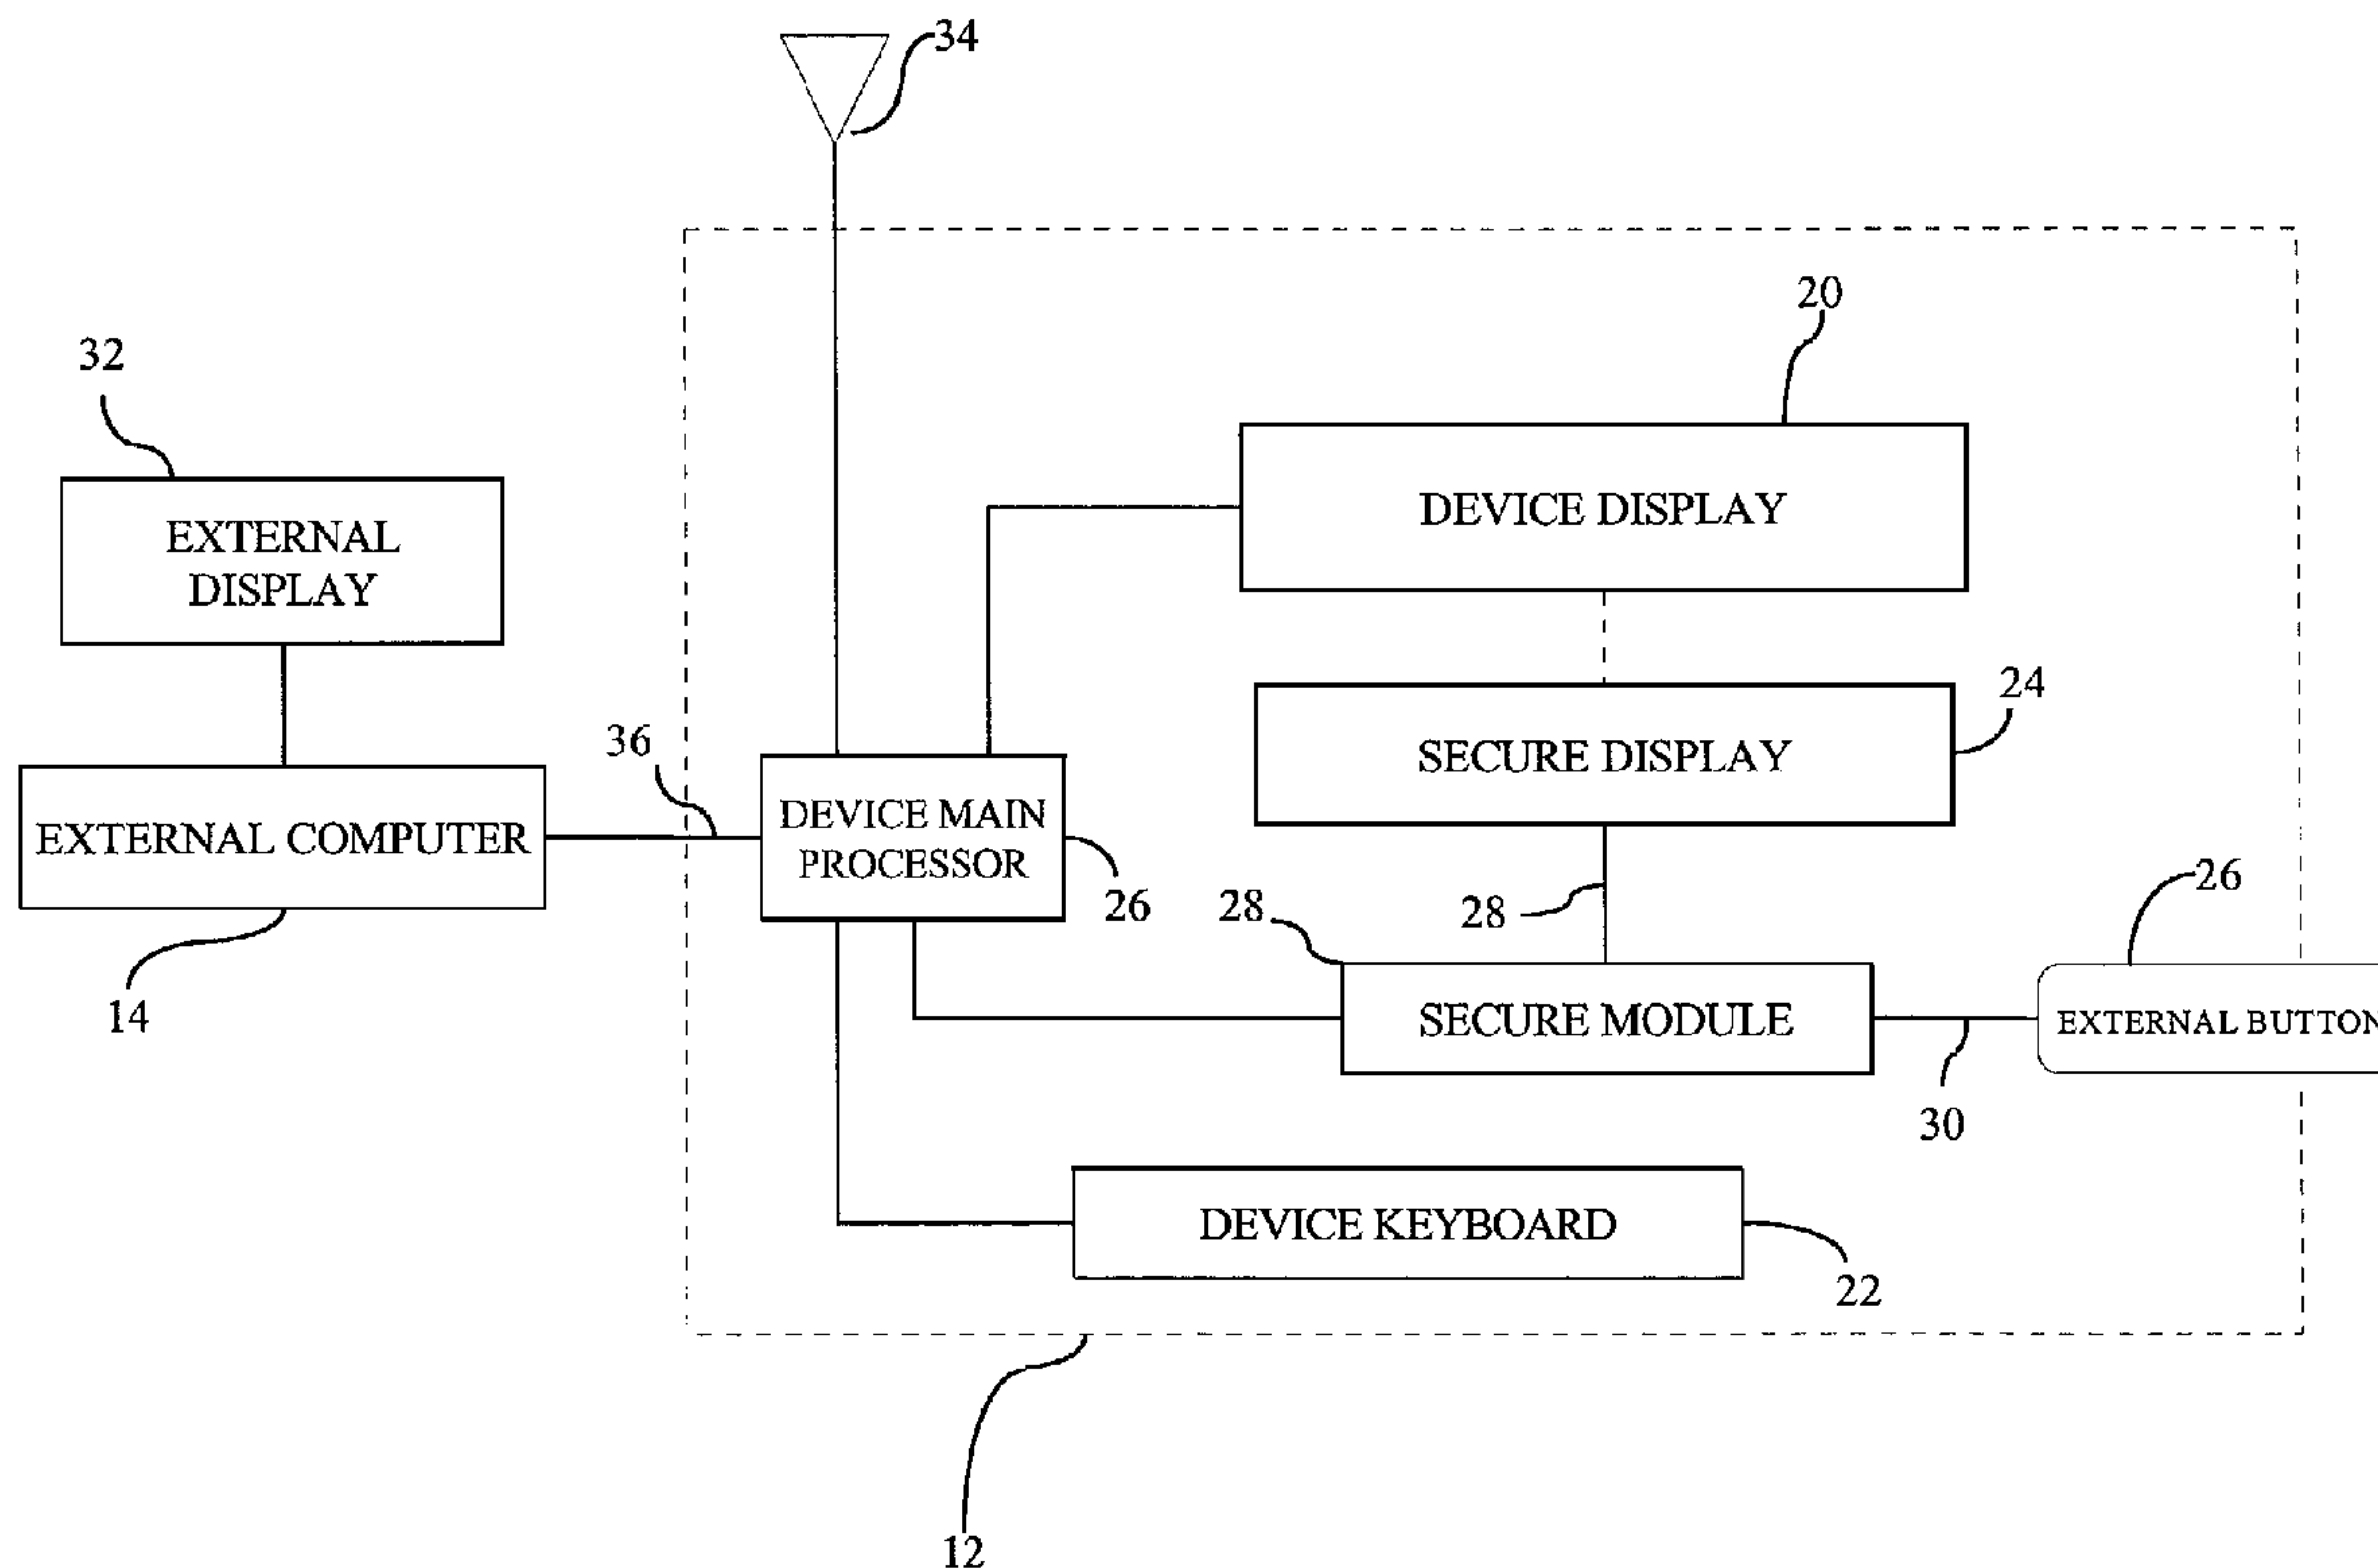 34
20
32
DEVICE DISPLAY
EXTERNAL
DISPLAY
24
36
SECURE DISPLAY
DEVICE MAIN
PROCESSOR
EXTERNAL COMPUTER
26
28
28
26
14
SECURE MODULE
EXTERNAL BUTTON
30
DEVICE KEYBOARD
22
12